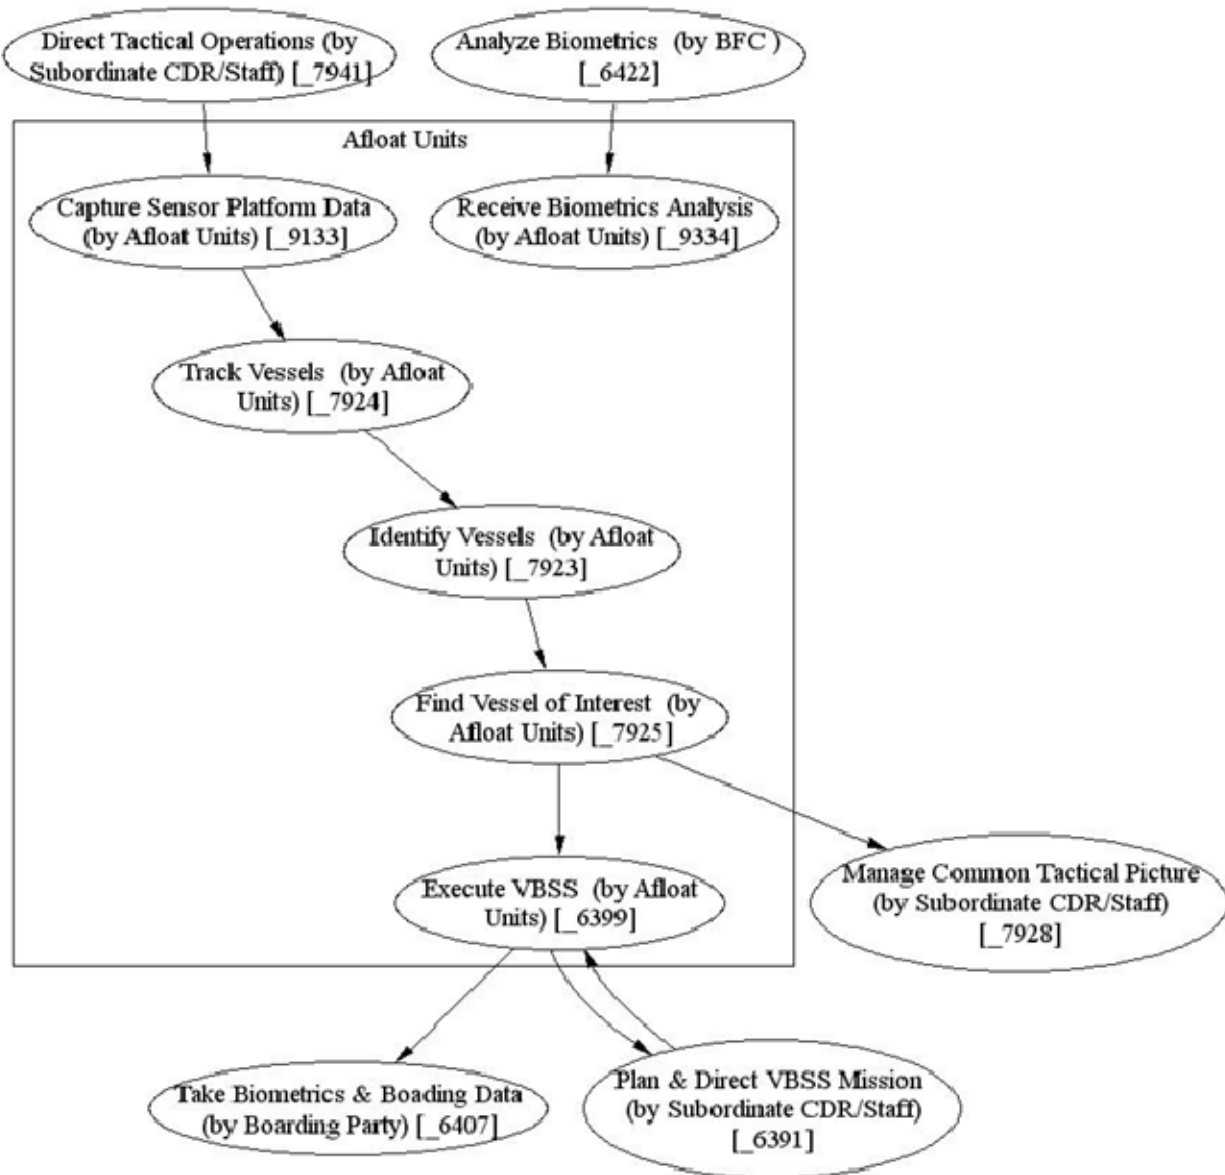 Direct Tactical Operations (by
Subordinate CDR/Staff) [_7941]
Analyze Biometrics (by BFC )
[_6422]
Afloat Units
Capture Sensor Platform Data
(by Afloat Units) [_9133]
Receive Biometrics Analysis
(by Afloat Units) [_9334]
Track Vessels (by Afloat
Units) [_7924]
Identify Vessels (by Afloat
Units) [_7923]
Find Vessel of Interest (by
Afloat Units) [_7925]
Execute VBSS (by Afloat
Units) [_6399]
Manage Common Tactical Picture
(by Subordinate CDR/Staff)
[_7928]
Take Biometrics & Boading Data
(by Boarding Party) [_6407]
Plan & Direct VBSS Mission
(by Subordinate CDR/Staff)
[_6391]